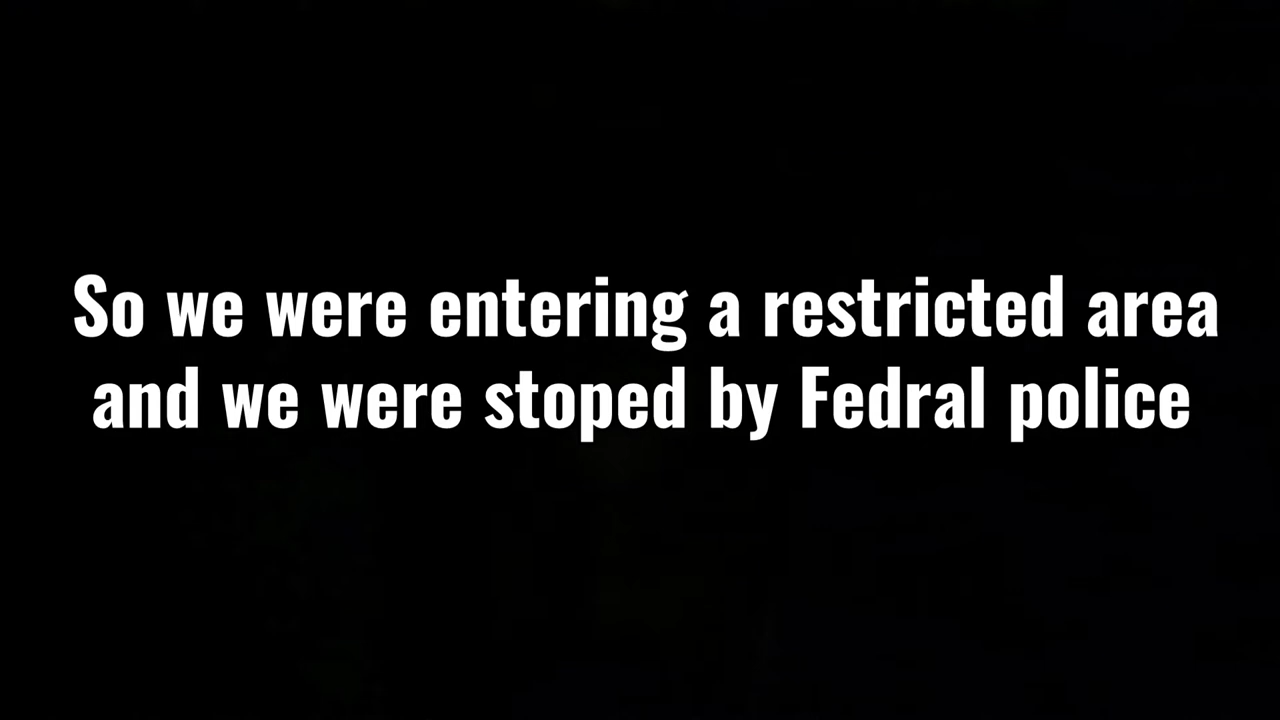 So we were entering a restricted area
and we were stoped by Fedral police